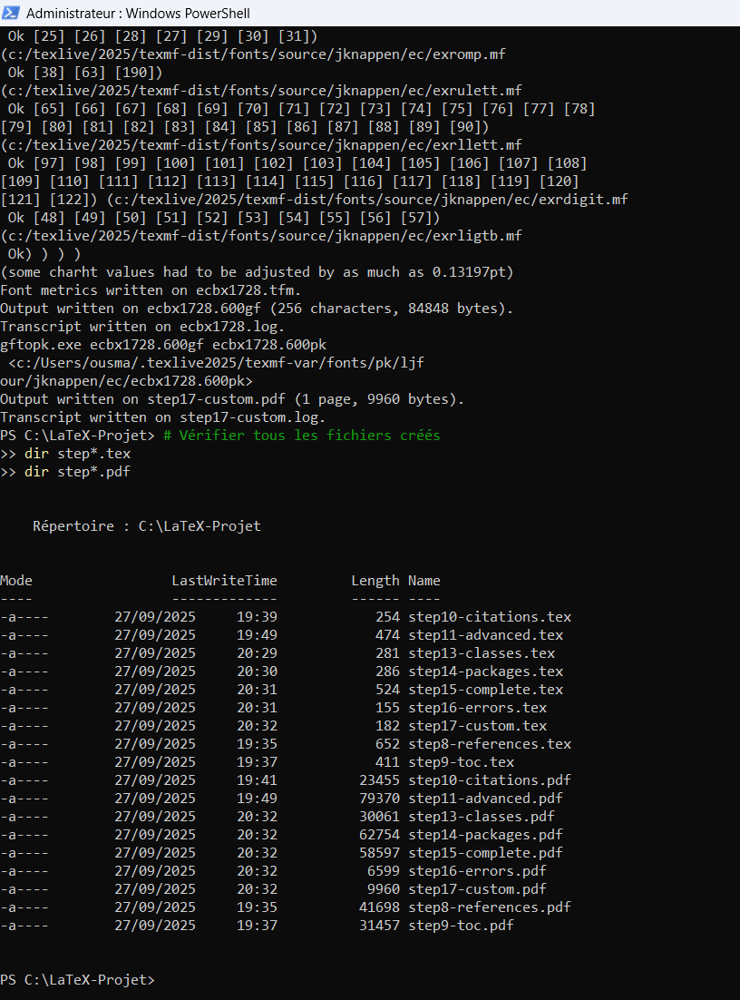 Administrateur : Windows PowerShell
 Ok [25] [26] [28] [27] [29] [30] [31])
(c:/texlive/2025/texmf-dist/fonts/source/jknappen/ec/exromp.mf
 Ok [38] [63] [190])
(c:/texlive/2025/texmf-dist/fonts/source/jknappen/ec/exrulett.mf
 Ok [65] [66] [67] [68] [69] [70] [71] [72] [73] [74] [75] [76] [77] [78]
[79] [80] [81] [82] [83] [84] [85] [86] [87] [88] [89] [90])
(c:/texlive/2025/texmf-dist/fonts/source/jknappen/ec/exrllett.mf
 Ok [97] [98] [99] [100] [101] [102] [103] [104] [105] [106] [107] [108]
[109] [110] [111] [112] [113] [114] [115] [116] [117] [118] [119] [120]
[121] [122]) (c:/texlive/2025/texmf-dist/fonts/source/jknappen/ec/exrdigit.mf
 Ok [48] [49] [50] [51] [52] [53] [54] [55] [56] [57])
(c:/texlive/2025/texmf-dist/fonts/source/jknappen/ec/exrligtb.mf
 Ok) ) ) )
(some charht values had to be adjusted by as much as 0.13197pt)
Font metrics written on ecbx1728.tfm.
Output written on ecbx1728.600gf (256 characters, 84848 bytes).
Transcript written on ecbx1728.log.
gftopk.exe ecbx1728.600gf ecbx1728.600pk
 <c:/Users/ousma/.texlive2025/texmf-var/fonts/pk/ljf
our/jknappen/ec/ecbx1728.600pk>
Output written on step17-custom.pdf (1 page, 9960 bytes).
Transcript written on step17-custom.log.
PS C:\LaTeX-Projet> # Vérifier tous les fichiers créés
>> dir step*.tex
>> dir step*.pdf
    Répertoire : C:\LaTeX-Projet
Mode                 LastWriteTime         Length Name
----                 -------------         ------ ----
-a----        27/09/2025     19:39            254 step10-citations.tex
-a----        27/09/2025     19:49            474 step11-advanced.tex
-a----        27/09/2025     20:29            281 step13-classes.tex
-a----        27/09/2025     20:30            286 step14-packages.tex
-a----        27/09/2025     20:31            524 step15-complete.tex
-a----        27/09/2025     20:31            155 step16-errors.tex
-a----        27/09/2025     20:32            182 step17-custom.tex
-a----        27/09/2025     19:35            652 step8-references.tex
-a----        27/09/2025     19:37            411 step9-toc.tex
-a----        27/09/2025     19:41          23455 step10-citations.pdf
-a----        27/09/2025     19:49          79370 step11-advanced.pdf
-a----        27/09/2025     20:32          30061 step13-classes.pdf
-a----        27/09/2025     20:32          62754 step14-packages.pdf
-a----        27/09/2025     20:32          58597 step15-complete.pdf
-a----        27/09/2025     20:32           6599 step16-errors.pdf
-a----        27/09/2025     20:32           9960 step17-custom.pdf
-a----        27/09/2025     19:35          41698 step8-references.pdf
-a----        27/09/2025     19:37          31457 step9-toc.pdf
PS C:\LaTeX-Projet>